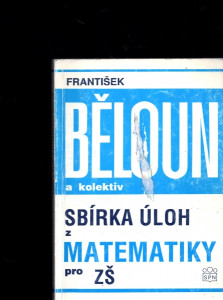 FRANTIŠEK
BĚLOUN
a kolektiv
SBÍRKA ÚLOH
z
MATEMATIKY
pro ZŠ
SPN